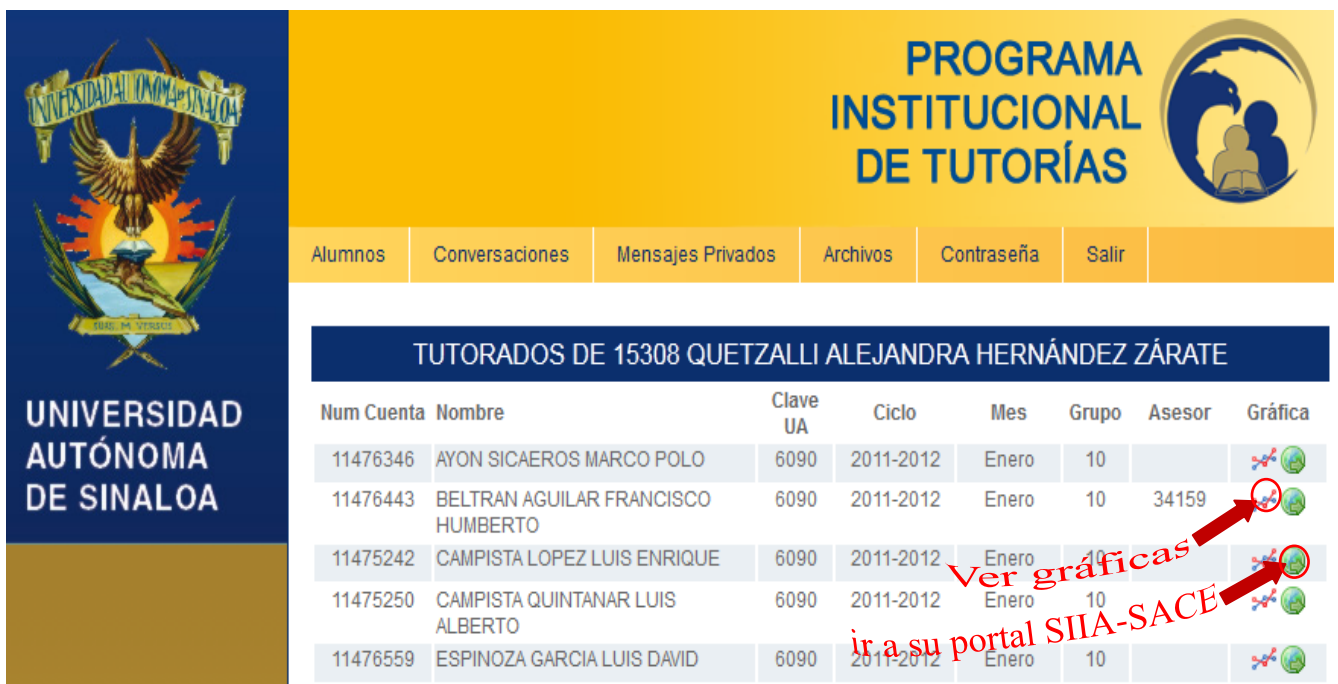 UNIVERSIDAD AUTONOMA DE SINALOA
SURS. M VERSUS
UNIVERSIDAD
AUTÓNOMA
DE SINALOA
PROGRAMA
INSTITUCIONAL
DE TUTORÍAS
Alumnos Conversaciones Mensajes Privados Archivos Contraseña Salir
TUTORADOS DE 15308 QUETZALLI ALEJANDRA HERNÁNDEZ ZÁRATE
Num Cuenta Nombre Clave UA Ciclo Mes Grupo Asesor Gráfica
11476346 AYON SICAEROS MARCO POLO 6090 2011-2012 Enero 10
11476443 BELTRAN AGUILAR FRANCISCO 6090 2011-2012 Enero 10 34159
HUMBERTO
11475242 CAMPISTA LOPEZ LUIS ENRIQUE 6090 2011-2012 Enero 10
Ver gráficas
11475250 CAMPISTA QUINTANAR LUIS 6090 2011-2012 Enero 10
ALBERTO
ir a su portal SIIA-SACE
11476559 ESPINOZA GARCIA LUIS DAVID 6090 2011-2012 Enero 10